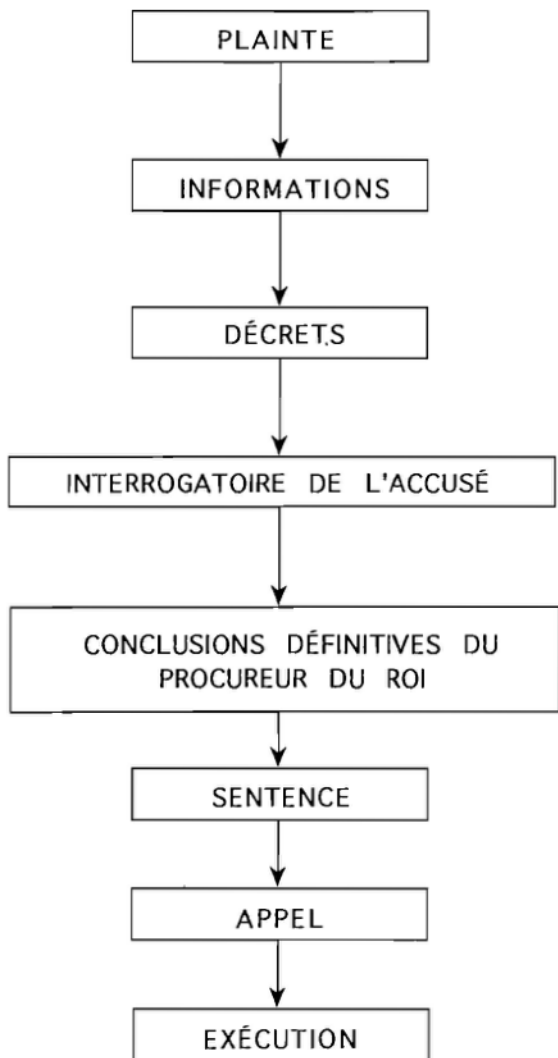 PLAINTE
INFORMATIONS
DÉCRETS
INTERROGATOIRE DE L'ACCUSÉ
CONCLUSIONS DÉFINITIVES DU
PROCUREUR DU ROI
SENTENCE
APPEL
EXÉCUTION